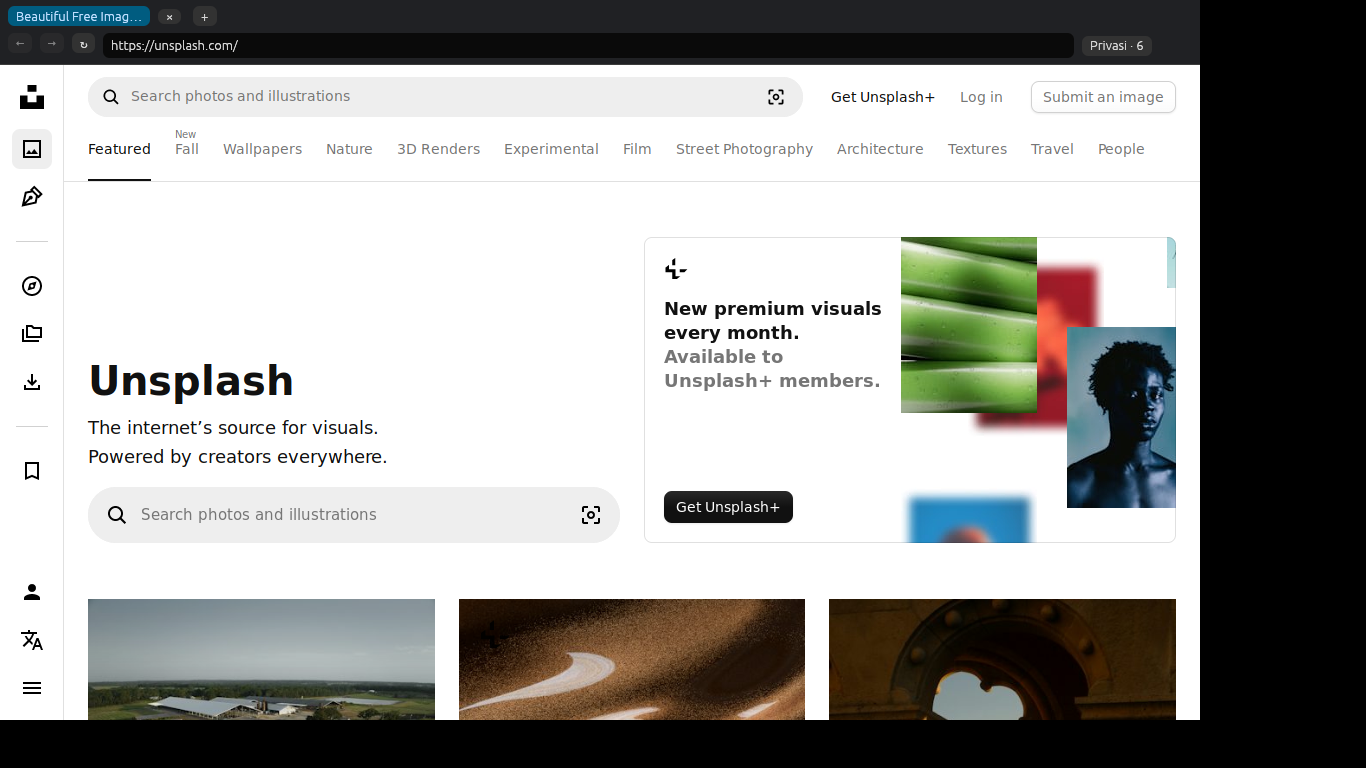 Beautiful Free Imag…
×
+
← → ↻ https://unsplash.com/ Privasi · 6
Search photos and illustrations
Get Unsplash+
Log in
Submit an image
Featured
New
Fall
Wallpapers
Nature
3D Renders
Experimental
Film
Street Photography
Architecture
Textures
Travel
People
Unsplash
The internet’s source for visuals.
Powered by creators everywhere.
Search photos and illustrations
New premium visuals
every month.
Available to
Unsplash+ members.
Get Unsplash+